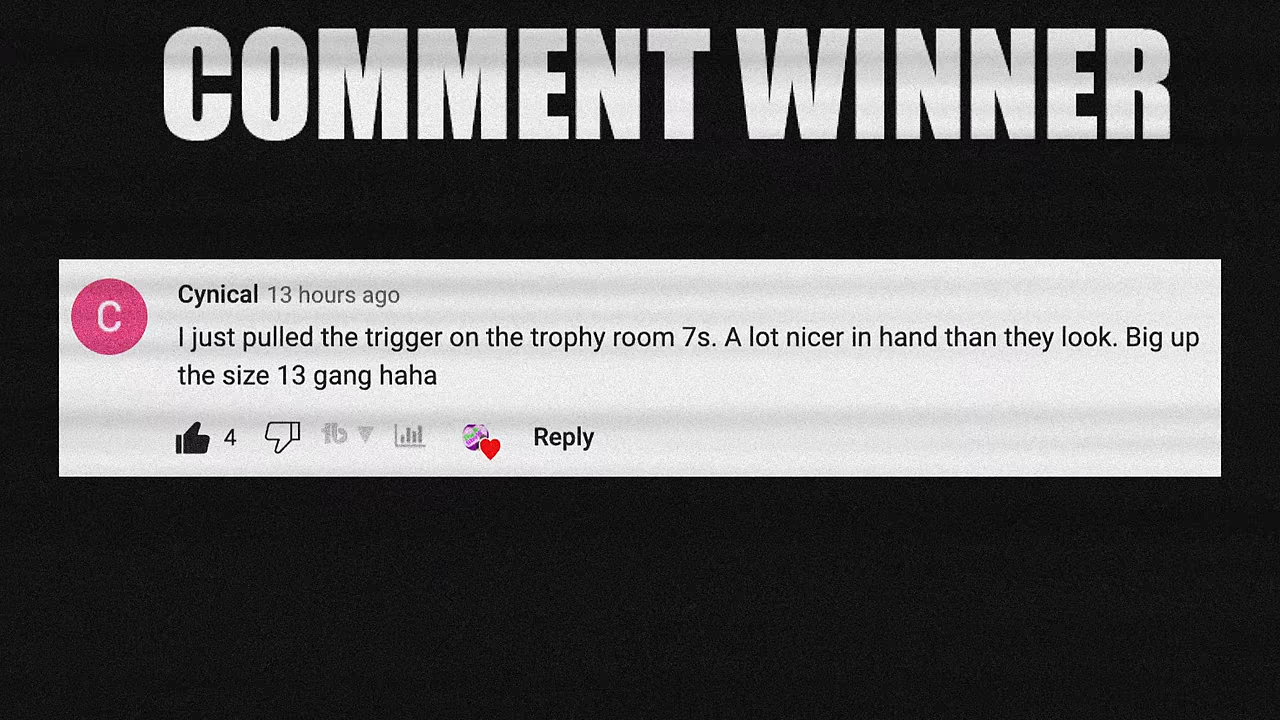 COMMENT WINNER
C
Cynical 13 hours ago
I just pulled the trigger on the trophy room 7s. A lot nicer in hand than they look. Big up
the size 13 gang haha
4
Reply